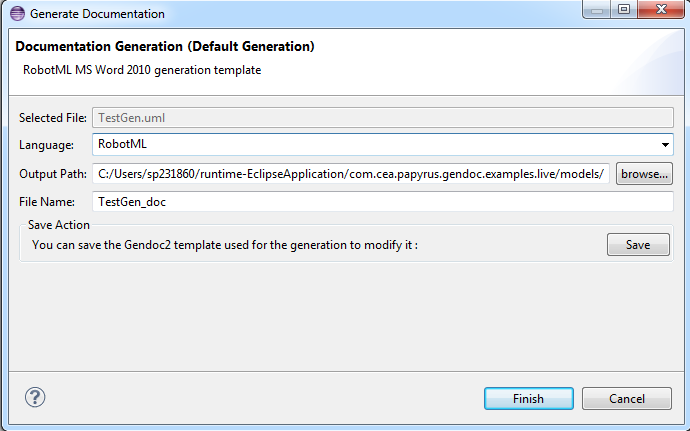 Generate Documentation
Documentation Generation (Default Generation)
RobotML MS Word 2010 generation template
Selected File: TestGen.uml
Language: RobotML
Output Path: C:/Users/sp231860/runtime-EclipseApplication/com.cea.papyrus.gendoc.examples.live/models/ browse...
File Name: TestGen_doc
Save Action
You can save the Gendoc2 template used for the generation to modify it : Save
? Finish Cancel